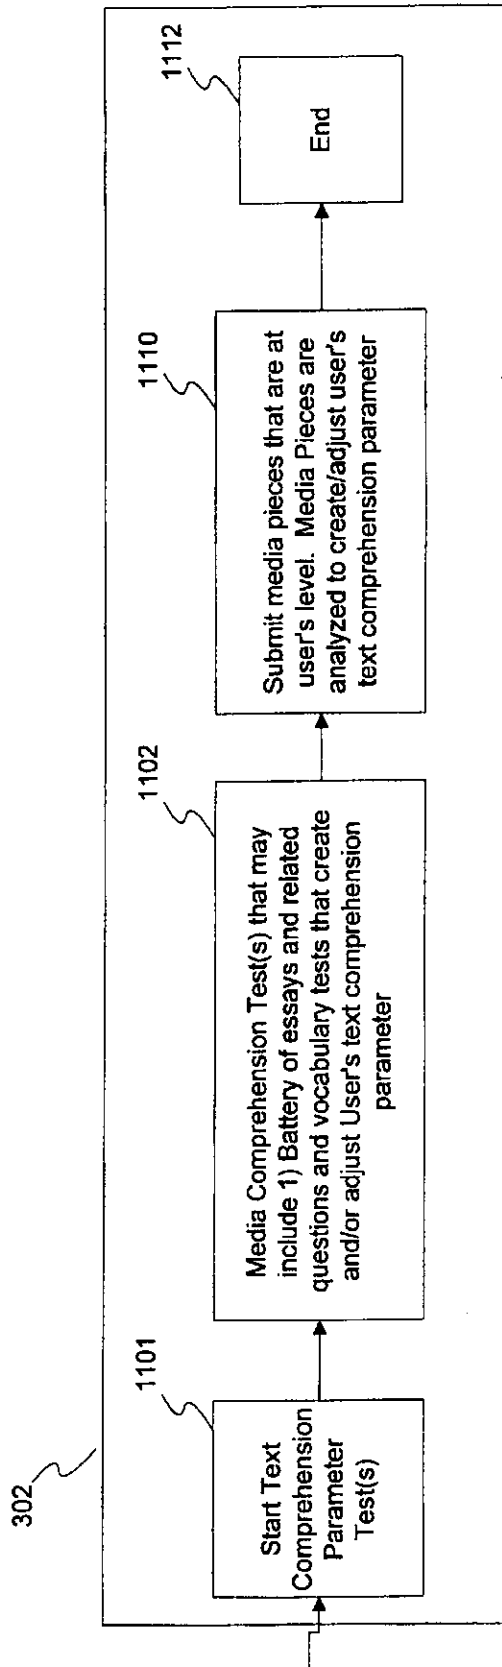 302
1101
Start Text
Comprehension
Parameter
Test(s)
1102
Media Comprehension Test(s) that may
include 1) Battery of essays and related
questions and vocabulary tests that create
and/or adjust User's text comprehension
parameter
1110
Submit media pieces that are at
user's level. Media Pieces are
analyzed to create/adjust user's
text comprehension parameter
1112
End